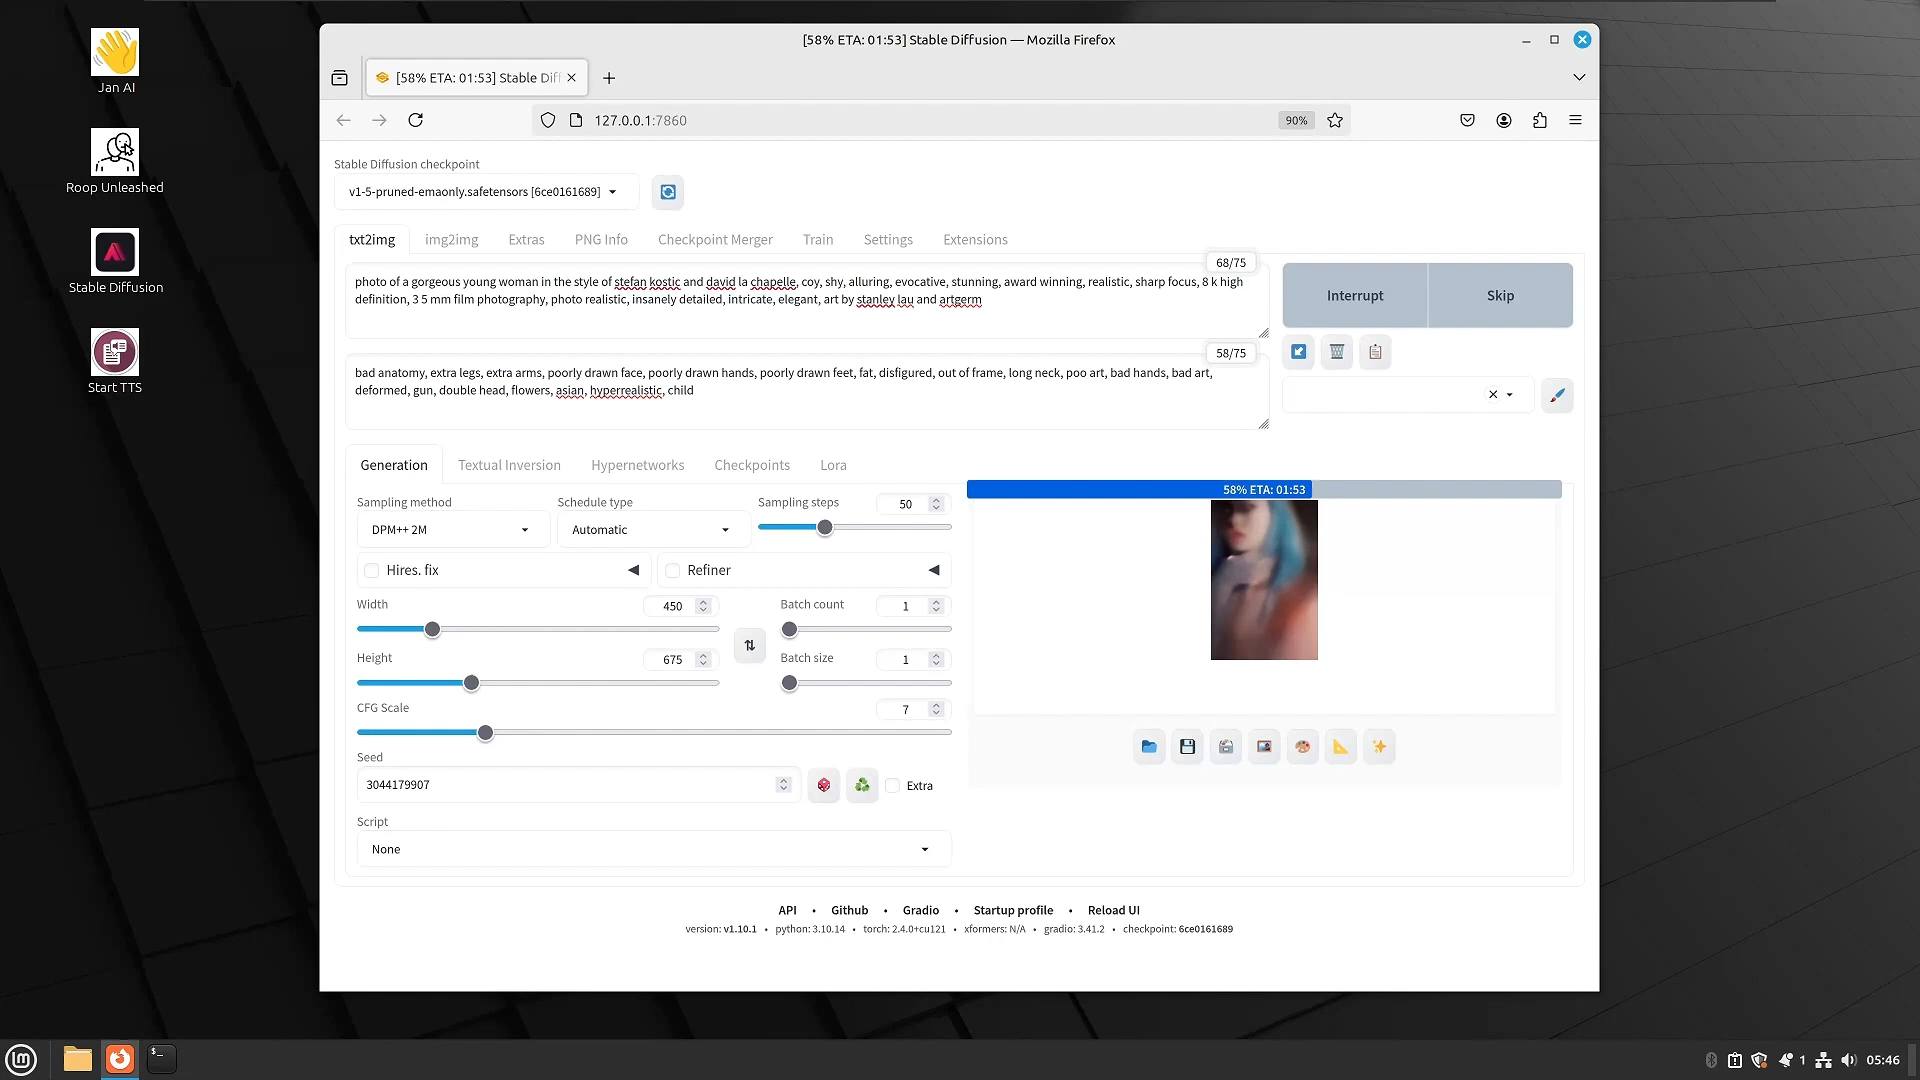 Jan AI
Roop Unleashed
Stable Diffusion
Start TTS
[58% ETA: 01:53] Stable Diffusion — Mozilla Firefox
[58% ETA: 01:53] Stable Dif
127.0.0.1:7860
90%
Stable Diffusion checkpoint
v1-5-pruned-emaonly.safetensors [6ce0161689]
txt2img img2img Extras PNG Info Checkpoint Merger Train Settings Extensions
68/75
photo of a gorgeous young woman in the style of stefan kostic and david la chapelle, coy, shy, alluring, evocative, stunning, award winning, realistic, sharp focus, 8 k high
definition, 3 5 mm film photography, photo realistic, insanely detailed, intricate, elegant, art by stanley lau and artgerm
Interrupt Skip
58/75
bad anatomy, extra legs, extra arms, poorly drawn face, poorly drawn hands, poorly drawn feet, fat, disfigured, out of frame, long neck, poo art, bad hands, bad art,
deformed, gun, double head, flowers, asian, hyperrealistic, child
Generation Textual Inversion Hypernetworks Checkpoints Lora
58% ETA: 01:53
Sampling method Schedule type Sampling steps 50
DPM++ 2M Automatic
Hires. fix Refiner
Width 450 Batch count 1
Height 675 Batch size 1
CFG Scale 7
Seed
3044179907 Extra
Script
None
API • Github • Gradio • Startup profile • Reload UI
version: v1.10.1 • python: 3.10.14 • torch: 2.4.0+cu121 • xformers: N/A • gradio: 3.41.2 • checkpoint: 6ce0161689
lm
$_
1
05:46